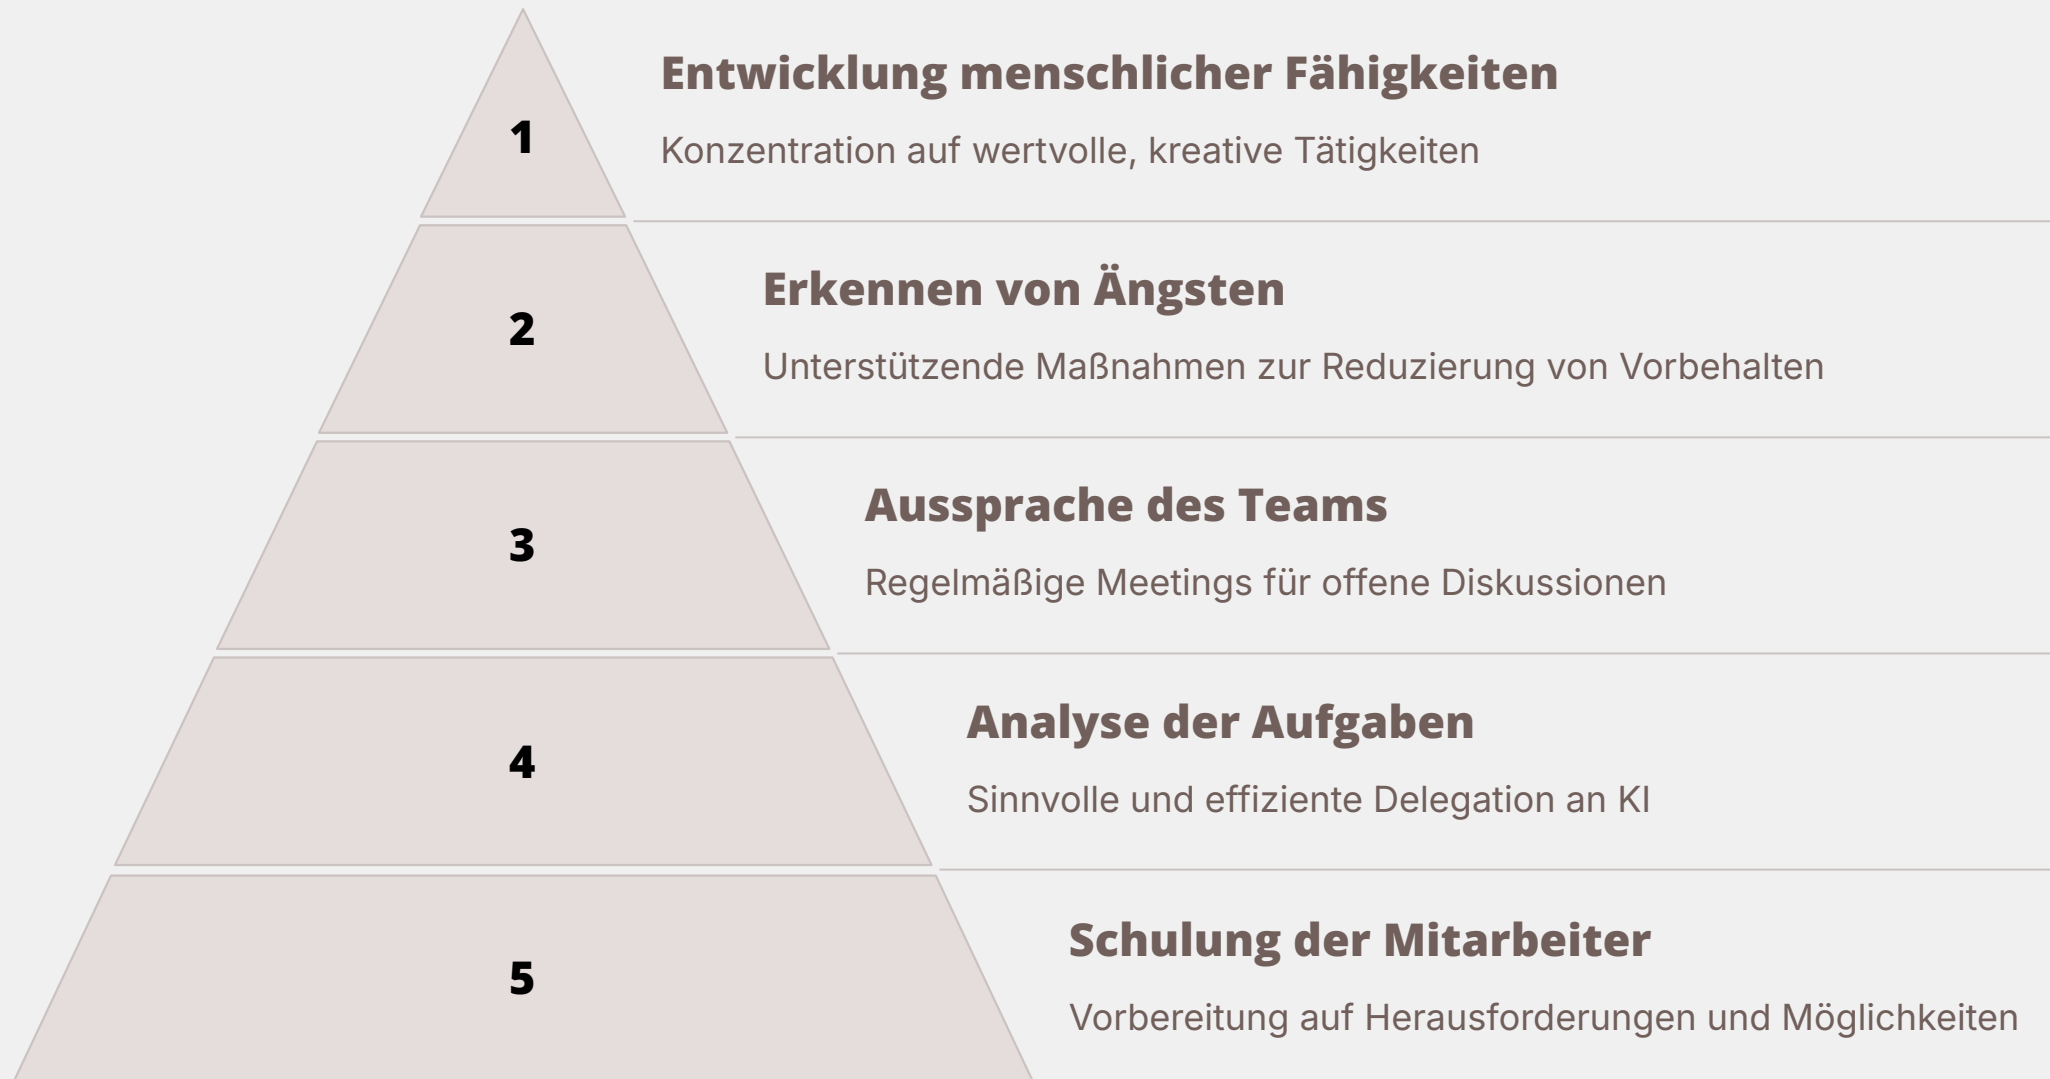 1
Entwicklung menschlicher Fähigkeiten
Konzentration auf wertvolle, kreative Tätigkeiten
2
Erkennen von Ängsten
Unterstützende Maßnahmen zur Reduzierung von Vorbehalten
3
Aussprache des Teams
Regelmäßige Meetings für offene Diskussionen
4
Analyse der Aufgaben
Sinnvolle und effiziente Delegation an KI
5
Schulung der Mitarbeiter
Vorbereitung auf Herausforderungen und Möglichkeiten